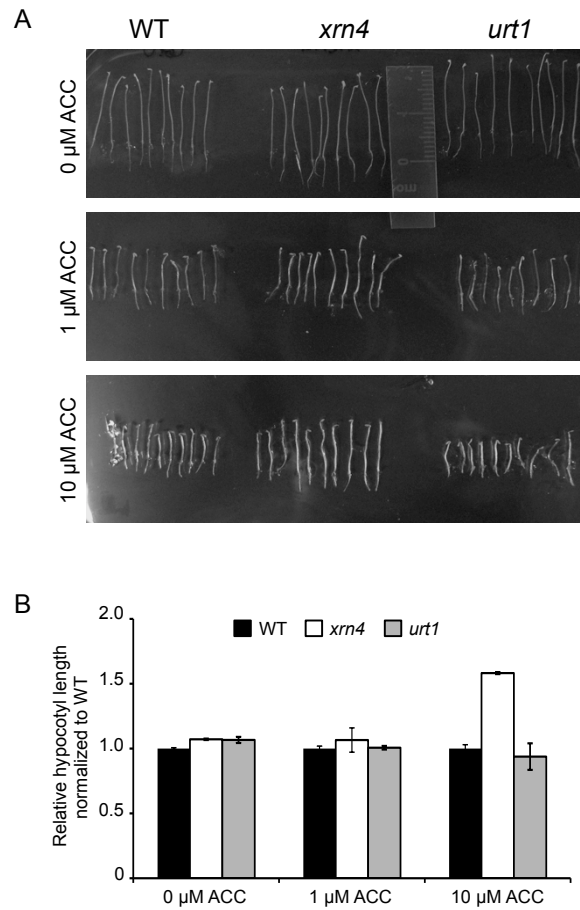 A
WT xrn4 urt1
0 µM ACC
1 µM ACC
10 µM ACC
0
B
Relative hypocotyl length
normalized to WT
WT xrn4 urt1
2.0
1.5
1.0
0.5
0
0 µM ACC 1 µM ACC 10 µM ACC